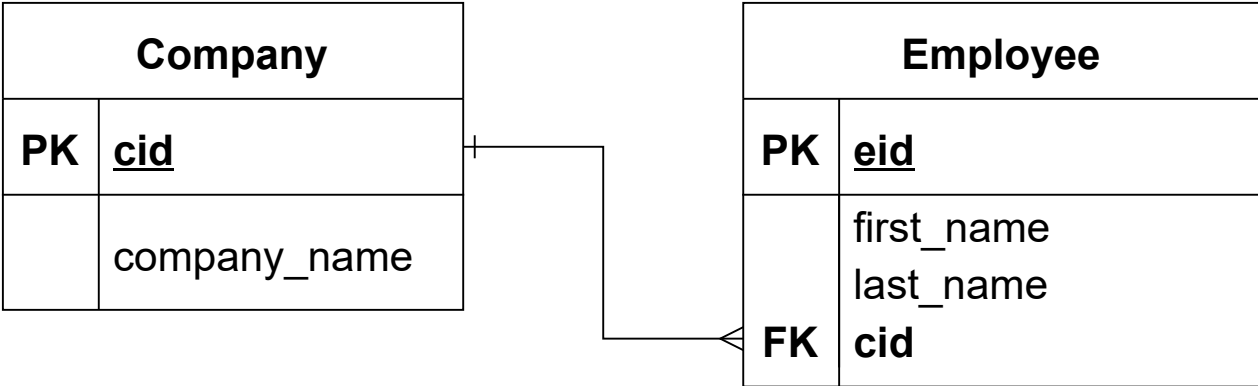 Company
PK cid
company_name
Employee
PK eid
first_name
last_name
FK cid